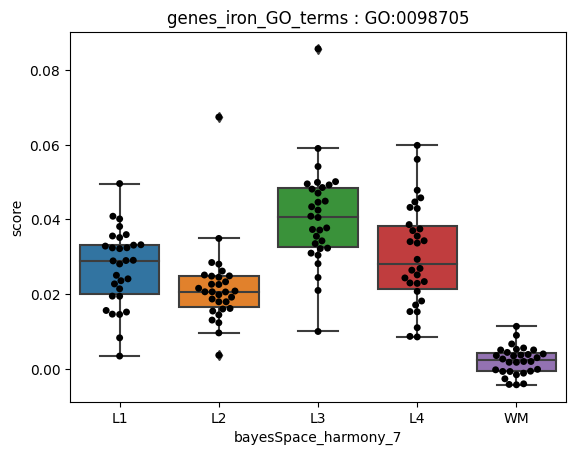 genes_iron_GO_terms : GO:0098705
score
0.08
0.06
0.04
0.02
0.00
L1 L2 L3 L4 WM
bayesSpace_harmony_7